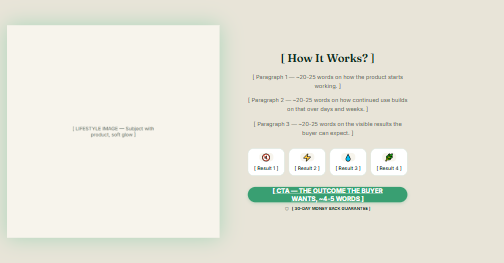 [ How It Works? ]
[ Paragraph 1 — ~20-25 words on how the product starts
working. ]
[ Paragraph 2 — ~20-25 words on how continued use builds
on that over days and weeks. ]
[ Paragraph 3 — ~20-25 words on the visible results the
buyer can expect. ]
[ LIFESTYLE IMAGE — Subject with
product, soft glow ]
[ Result 1 ]
[ Result 2 ]
[ Result 3 ]
[ Result 4 ]
[ CTA — THE OUTCOME THE BUYER
WANTS, ~4-5 WORDS ]
[ 30-DAY MONEY BACK GUARANTEE ]